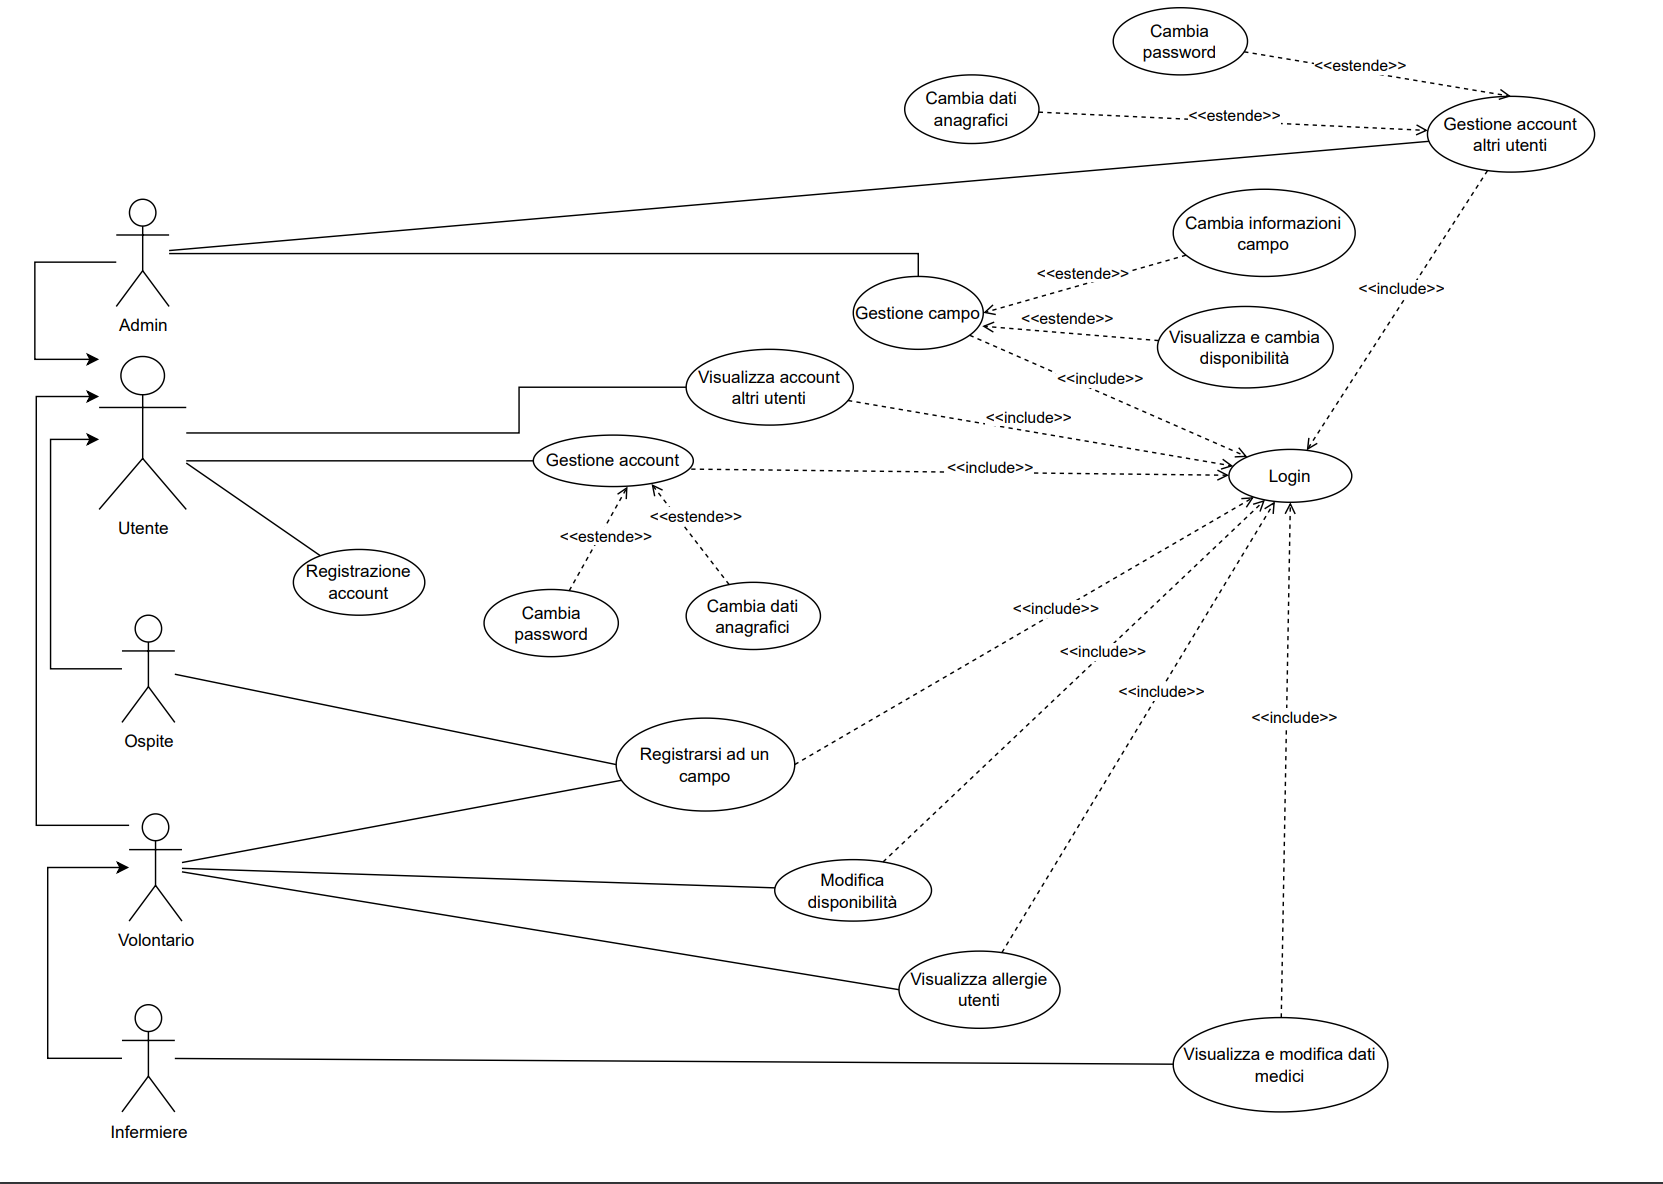 Cambia
password
<<estende>>
Cambia dati
anagrafici
<<estende>>
Gestione account
altri utenti
Admin
Cambia informazioni
campo
<<estende>>
<<include>>
Gestione campo
<<estende>>
Visualizza e cambia
disponibilità
Visualizza account
altri utenti
<<include>>
<<include>>
Gestione account
<<include>>
Login
Utente
<<estende>>
<<estende>>
Registrazione
account
Cambia
password
Cambia dati
anagrafici
<<include>>
<<include>>
<<include>>
<<include>>
Ospite
Registrarsi ad un
campo
Modifica
disponibilità
Volontario
Visualizza allergie
utenti
Visualizza e modifica dati
medici
Infermiere